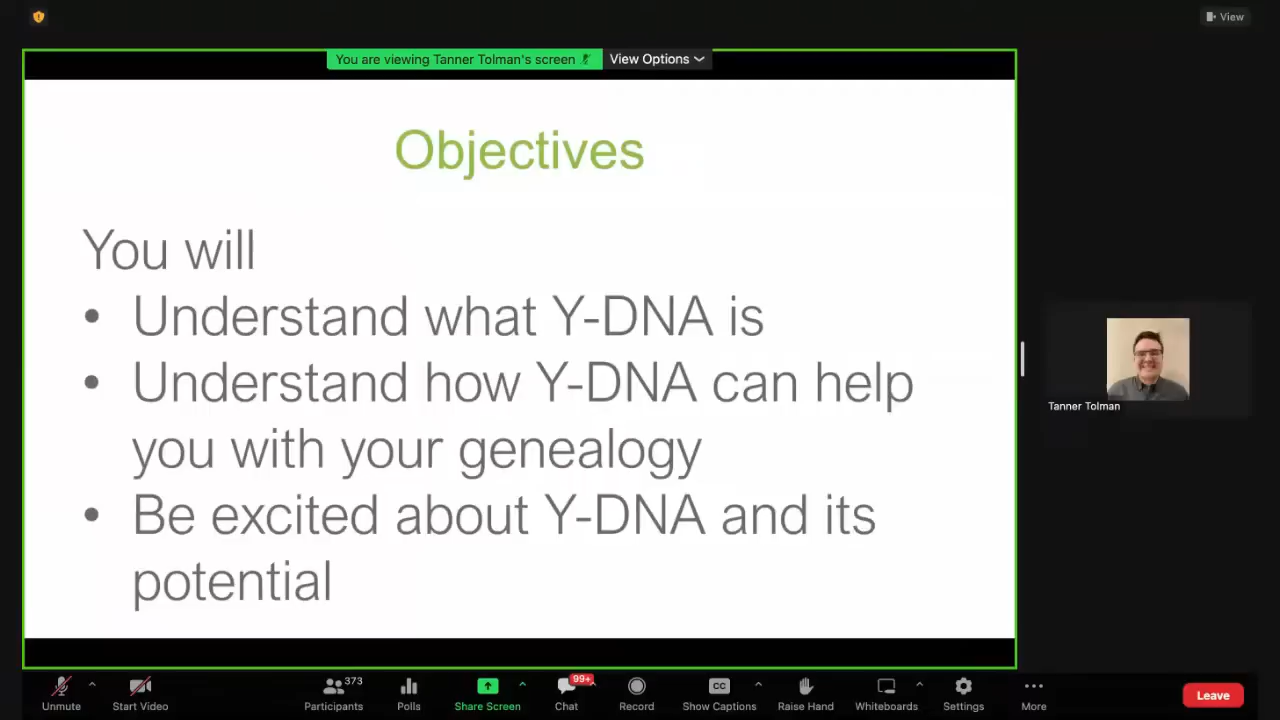 View
You are viewing Tanner Tolman's screen
View Options
Objectives
You will
• Understand what Y-DNA is
• Understand how Y-DNA can help
you with your genealogy
• Be excited about Y-DNA and its
potential
Tanner Tolman
373
99+
CC
Unmute
Start Video
Participants
Polls
Share Screen
Chat
Record
Show Captions
Raise Hand
Whiteboards
Settings
More
Leave